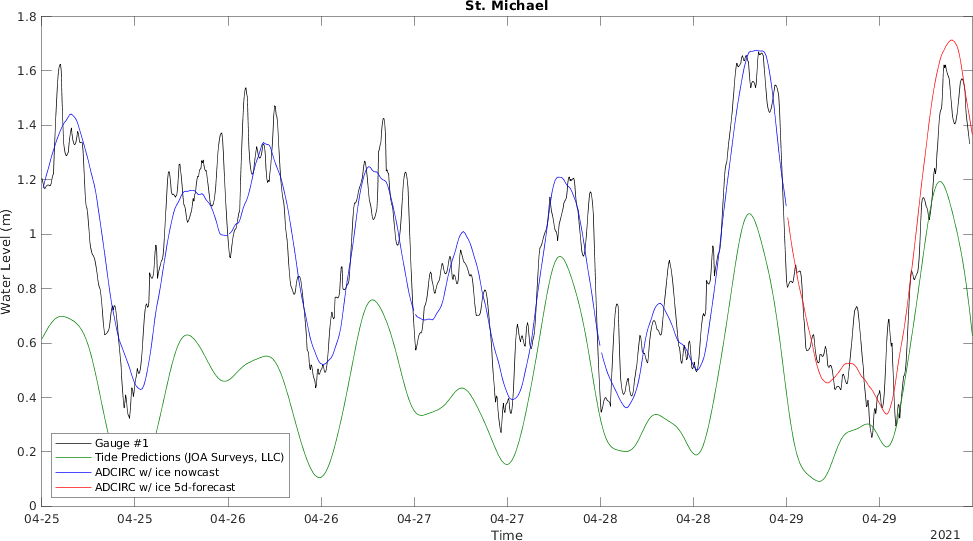 St. Michael
1.8
1.6
1.4
1.2
1
0.8
0.6
0.4
0.2
0
Water Level (m)
Gauge #1
Tide Predictions (JOA Surveys, LLC)
ADCIRC w/ ice nowcast
ADCIRC w/ ice 5d-forecast
04-25 04-25 04-26 04-26 04-27 04-27 04-28 04-28 04-29 04-29
Time
2021